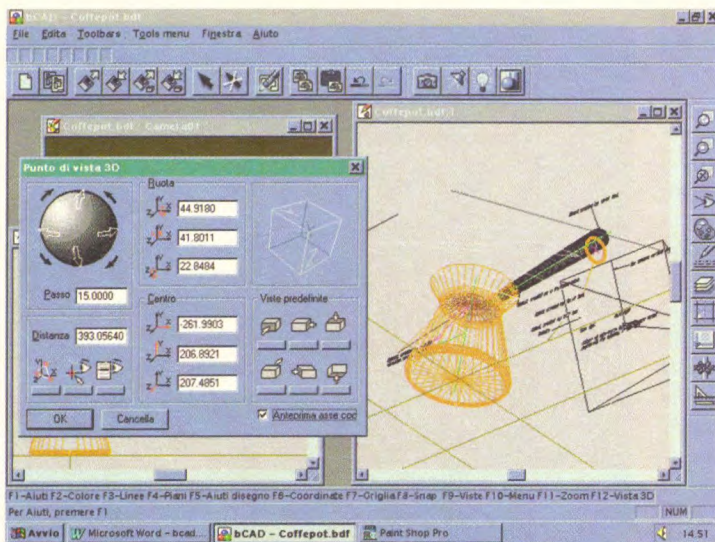 bCAD - Coffepot.bdf
File Edita Toolbars Tools menu Finestra Aiuto
Coffepot.bdf
Coffepot.bdf:1
Punto di vista 3D
Ruota
44.9180
41.8011
22.8484
Passo 15.0000
Centro
Viste predefinite
Distanza 393.05640
-261.9903
206.8921
207.4851
OK
Cancella
Anteprima asse coo
F1-Aiuti F2-Colore F3-Linee F4-Piani F5-Aiuti disegno F6-Coordinate F7-Griglia F8-Snap F9-Viste F10-Menu F11-Zoom F12-Vista 3D
Per Aiuti, premere F1
NUM
Avvio
Microsoft Word - bcad...
bCAD - Coffepot.bdf
Paint Shop Pro
14.51